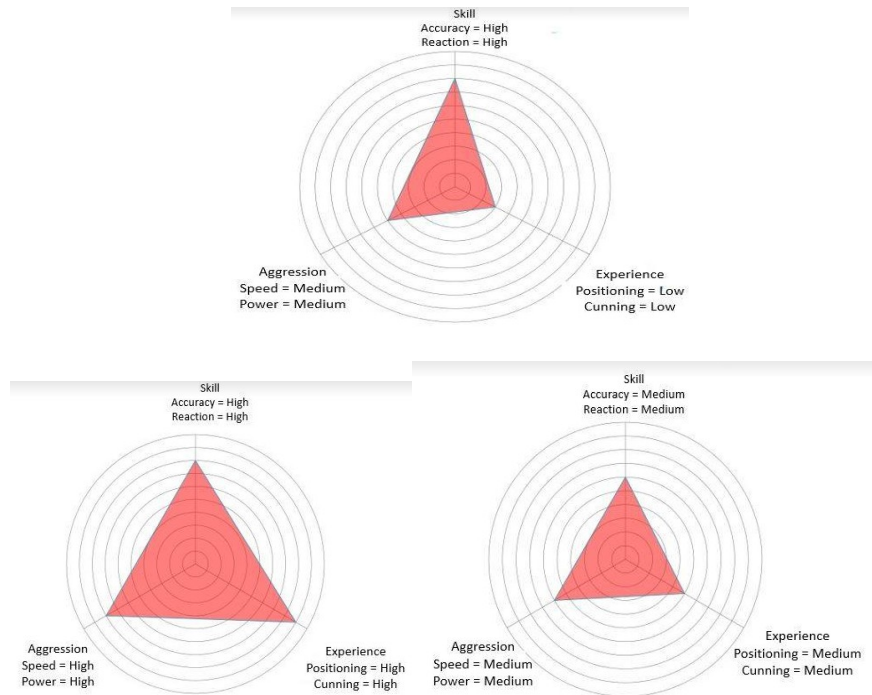 Skill
Accuracy = High
Reaction = High
Aggression
Speed = Medium
Power = Medium
Experience
Positioning = Low
Cunning = Low
Skill
Accuracy = High
Reaction = High
Aggression
Speed = High
Power = High
Experience
Positioning = High
Cunning = High
Skill
Accuracy = Medium
Reaction = Medium
Aggression
Speed = Medium
Power = Medium
Experience
Positioning = Medium
Cunning = Medium